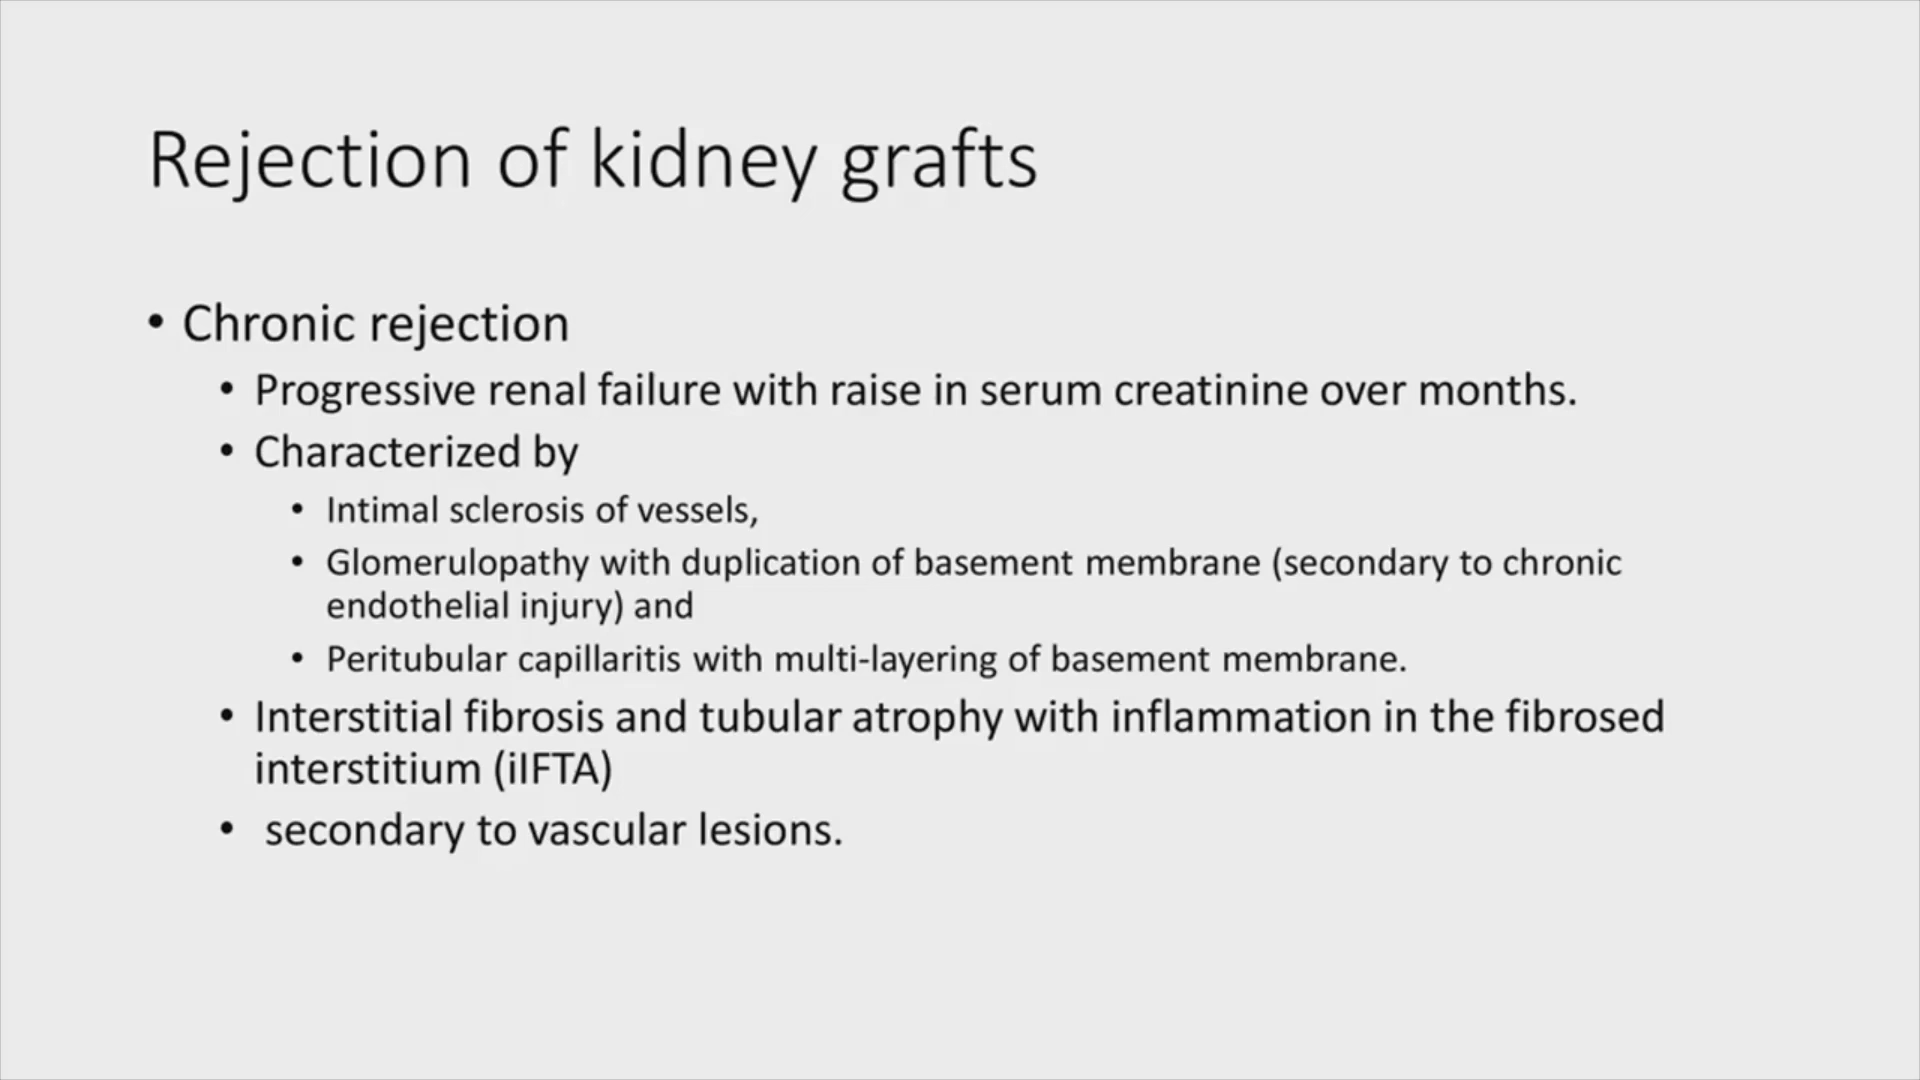 Rejection of kidney grafts
• Chronic rejection
• Progressive renal failure with raise in serum creatinine over months.
• Characterized by
• Intimal sclerosis of vessels,
• Glomerulopathy with duplication of basement membrane (secondary to chronic
endothelial injury) and
• Peritubular capillaritis with multi-layering of basement membrane.
• Interstitial fibrosis and tubular atrophy with inflammation in the fibrosed
interstitium (iIFTA)
• secondary to vascular lesions.